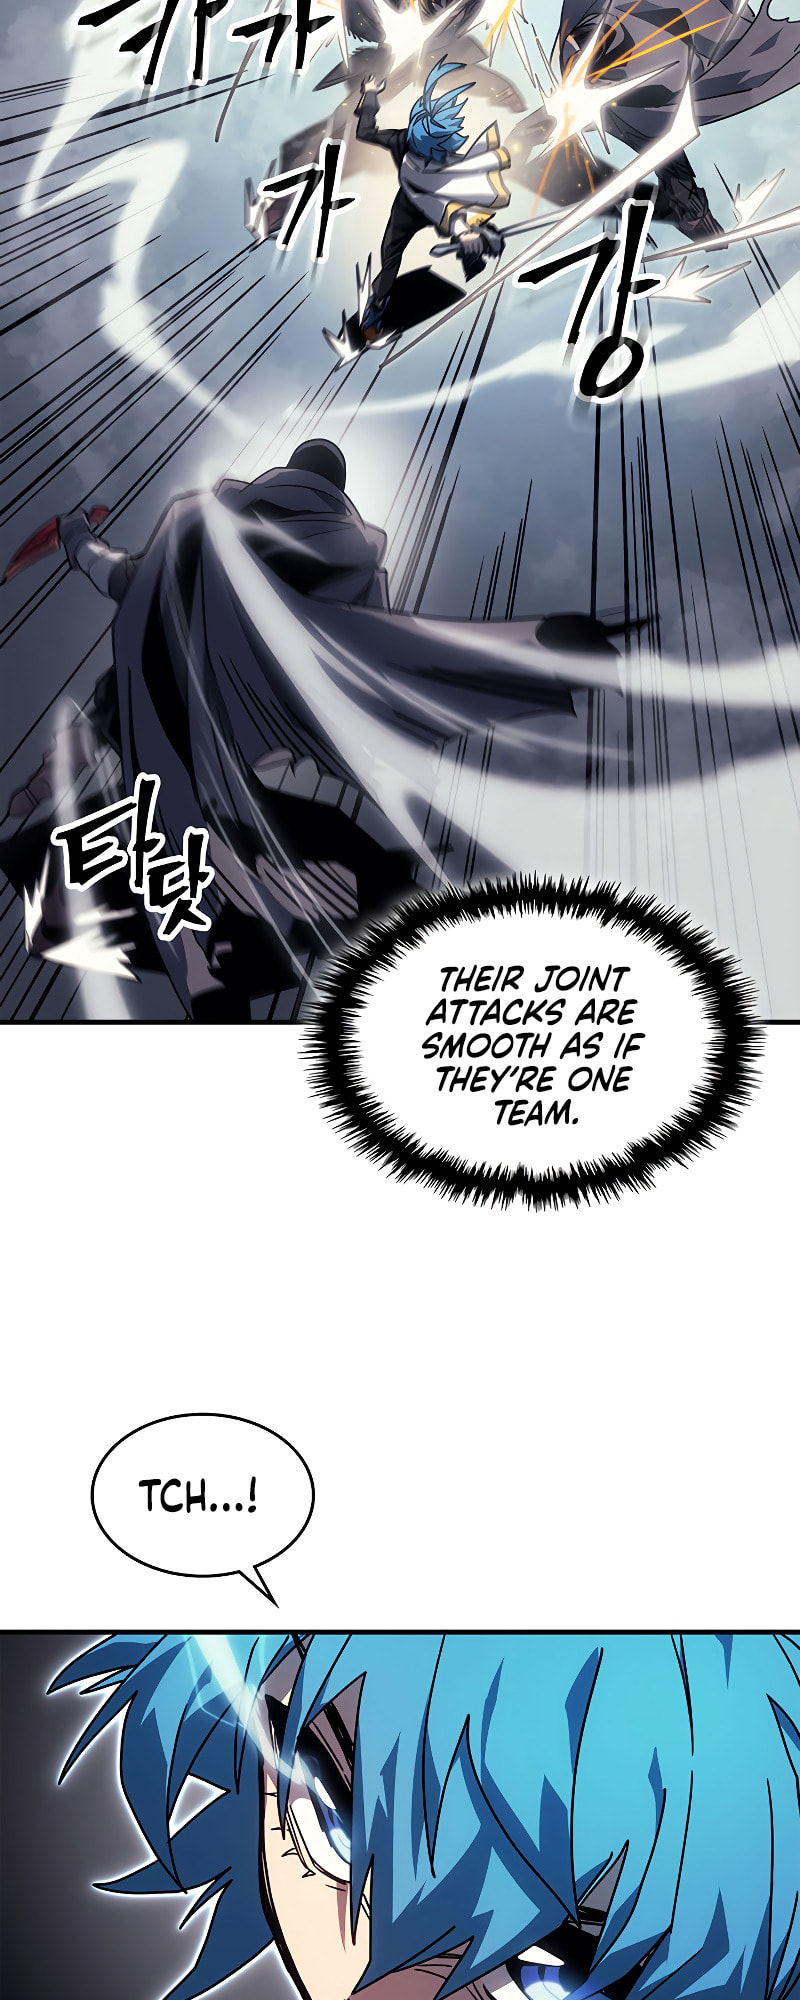 카가
가
강
타닷
THEIR JOINT
ATTACKS ARE
SMOOTH AS IF
THEY'RE ONE
TEAM.
TCH...!